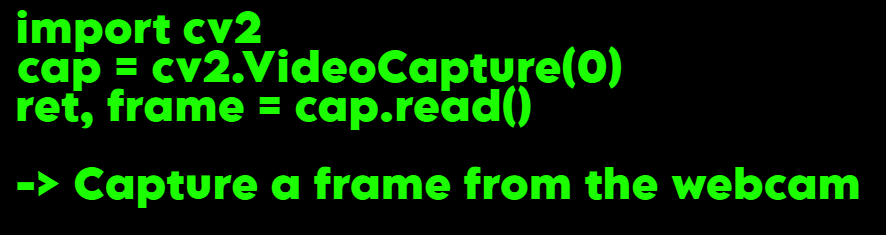 import cv2
cap = cv2.VideoCapture(0)
ret, frame = cap.read()
-> Capture a frame from the webcam